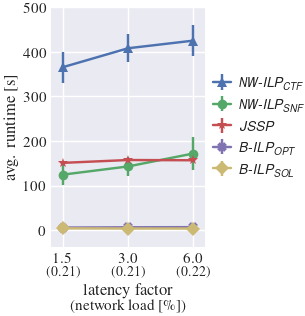 500
400
300
200
100
0
avg. runtime [s]
1.5 3.0 6.0
(0.21) (0.21) (0.22)
latency factor
(network load [%])
NW-ILP_CTF
NW-ILP_SNF
JSSP
B-ILP_OPT
B-ILP_SOL